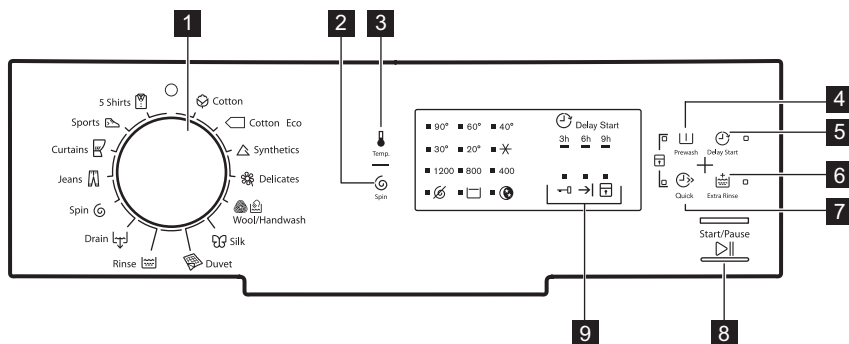 1
2
3
4
5
6
7
8
9
5 Shirts
Cotton
Sports
Cotton Eco
Curtains
Synthetics
Jeans
Delicates
Spin
Wool/Handwash
Drain
Silk
Rinse
Duvet
Temp.
Spin
90° 60° 40°
30° 20°
1200 800 400
Delay Start
3h 6h 9h
Prewash
Delay Start
Quick
Extra Rinse
Start/Pause